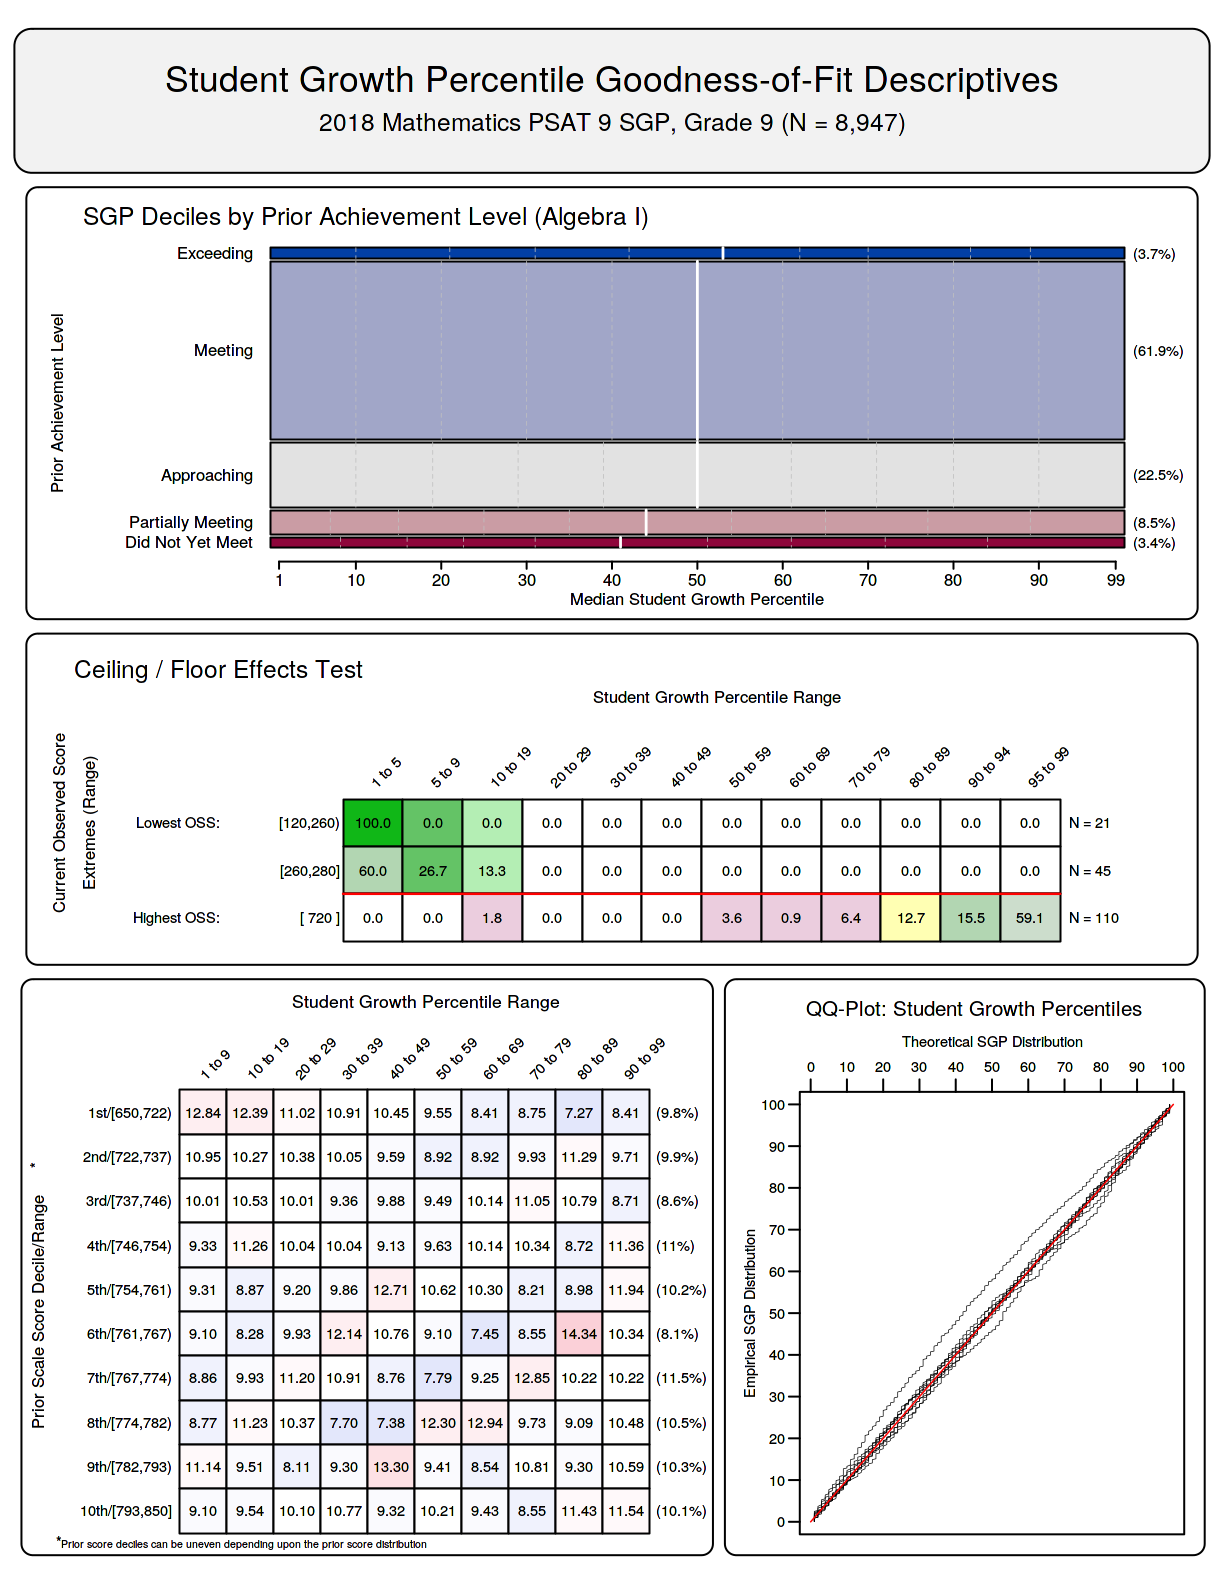 Student Growth Percentile Goodness-of-Fit Descriptives
2018 Mathematics PSAT 9 SGP, Grade 9 (N = 8,947)
SGP Deciles by Prior Achievement Level (Algebra I)
Prior Achievement Level
Exceeding (3.7%)
Meeting (61.9%)
Approaching (22.5%)
Partially Meeting (8.5%)
Did Not Yet Meet (3.4%)
1 10 20 30 40 50 60 70 80 90 99
Median Student Growth Percentile
Ceiling / Floor Effects Test
Student Growth Percentile Range
Current Observed Score
Extremes (Range)
1 to 5 5 to 9 10 to 19 20 to 29 30 to 39 40 to 49 50 to 59 60 to 69 70 to 79 80 to 89 90 to 94 95 to 99
Lowest OSS: [120,260) 100.0 0.0 0.0 0.0 0.0 0.0 0.0 0.0 0.0 0.0 0.0 0.0 N = 21
[260,280] 60.0 26.7 13.3 0.0 0.0 0.0 0.0 0.0 0.0 0.0 0.0 0.0 N = 45
Highest OSS: [ 720 ] 0.0 0.0 1.8 0.0 0.0 0.0 3.6 0.9 6.4 12.7 15.5 59.1 N = 110
Student Growth Percentile Range
Prior Scale Score Decile/Range *
1 to 9 10 to 19 20 to 29 30 to 39 40 to 49 50 to 59 60 to 69 70 to 79 80 to 89 90 to 99
1st/[650,722) 12.84 12.39 11.02 10.91 10.45 9.55 8.41 8.75 7.27 8.41 (9.8%)
2nd/[722,737) 10.95 10.27 10.38 10.05 9.59 8.92 8.92 9.93 11.29 9.71 (9.9%)
3rd/[737,746) 10.01 10.53 10.01 9.36 9.88 9.49 10.14 11.05 10.79 8.71 (8.6%)
4th/[746,754) 9.33 11.26 10.04 10.04 9.13 9.63 10.14 10.34 8.72 11.36 (11%)
5th/[754,761) 9.31 8.87 9.20 9.86 12.71 10.62 10.30 8.21 8.98 11.94 (10.2%)
6th/[761,767) 9.10 8.28 9.93 12.14 10.76 9.10 7.45 8.55 14.34 10.34 (8.1%)
7th/[767,774) 8.86 9.93 11.20 10.91 8.76 7.79 9.25 12.85 10.22 10.22 (11.5%)
8th/[774,782) 8.77 11.23 10.37 7.70 7.38 12.30 12.94 9.73 9.09 10.48 (10.5%)
9th/[782,793) 11.14 9.51 8.11 9.30 13.30 9.41 8.54 10.81 9.30 10.59 (10.3%)
10th/[793,850] 9.10 9.54 10.10 10.77 9.32 10.21 9.43 8.55 11.43 11.54 (10.1%)
*Prior score deciles can be uneven depending upon the prior score distribution
QQ-Plot: Student Growth Percentiles
Theoretical SGP Distribution
0 10 20 30 40 50 60 70 80 90 100
Empirical SGP Distribution
100
90
80
70
60
50
40
30
20
10
0